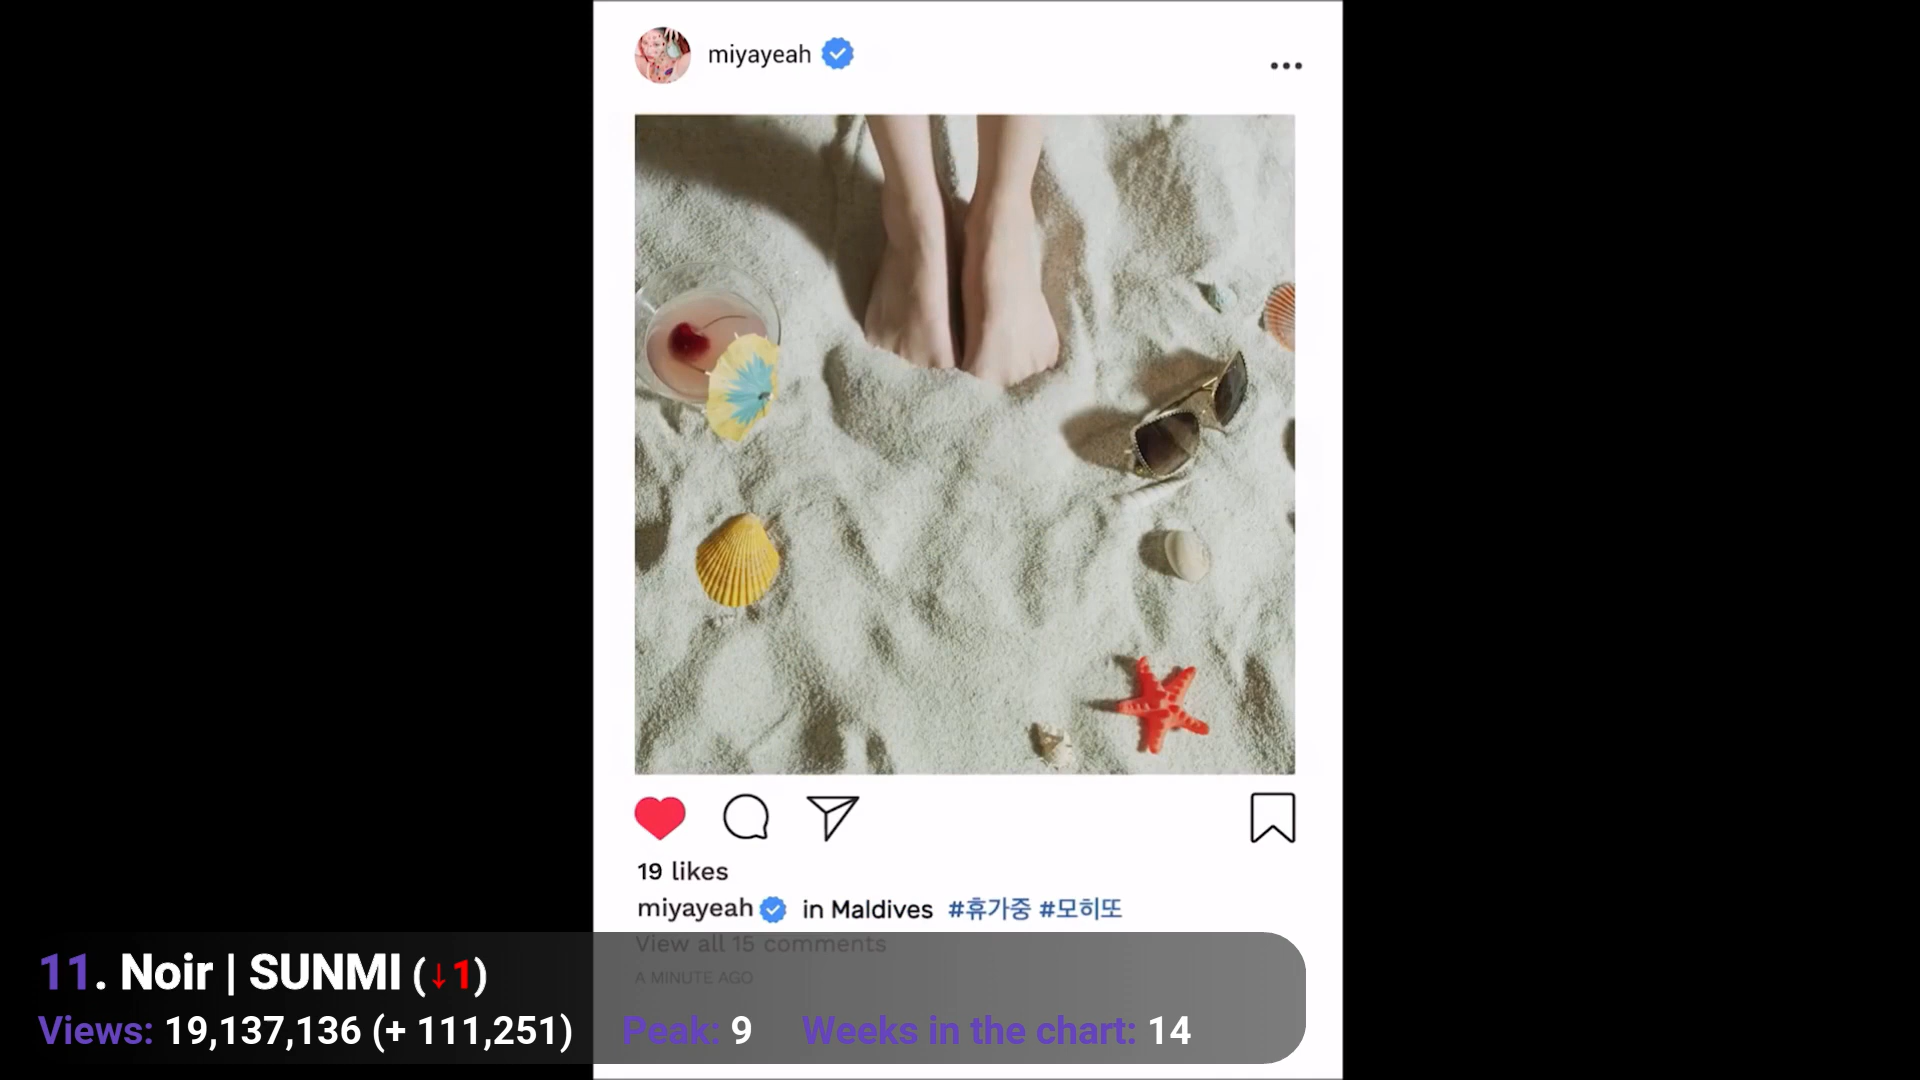 miyayeah
19 likes
miyayeah in Maldives #휴가중 #모히또
View all 15 comments
A MINUTE AGO
11. Noir | SUNMI (↓1)
Views: 19,137,136 (+ 111,251) Peak: 9 Weeks in the chart: 14